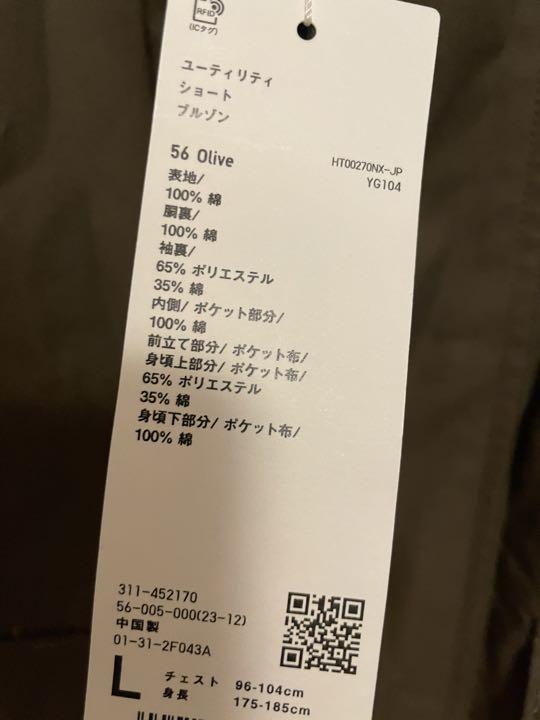 RFID
(ICタグ)
ユーティリティ
ショート
ブルゾン
56 Olive
HT00270NX-JP
YG104
表地/
100% 綿
胴裏/
100% 綿
袖裏/
65% ポリエステル
35% 綿
内側/ ポケット部分/
100% 綿
前立て部分/ ポケット布/
身頃上部分/ ポケット布/
65% ポリエステル
35% 綿
身頃下部分/ ポケット布/
100% 綿
311-452170
56-005-000(23-12)
中国製
01-31-2F043A
L
チェスト 96-104cm
身長 175-185cm